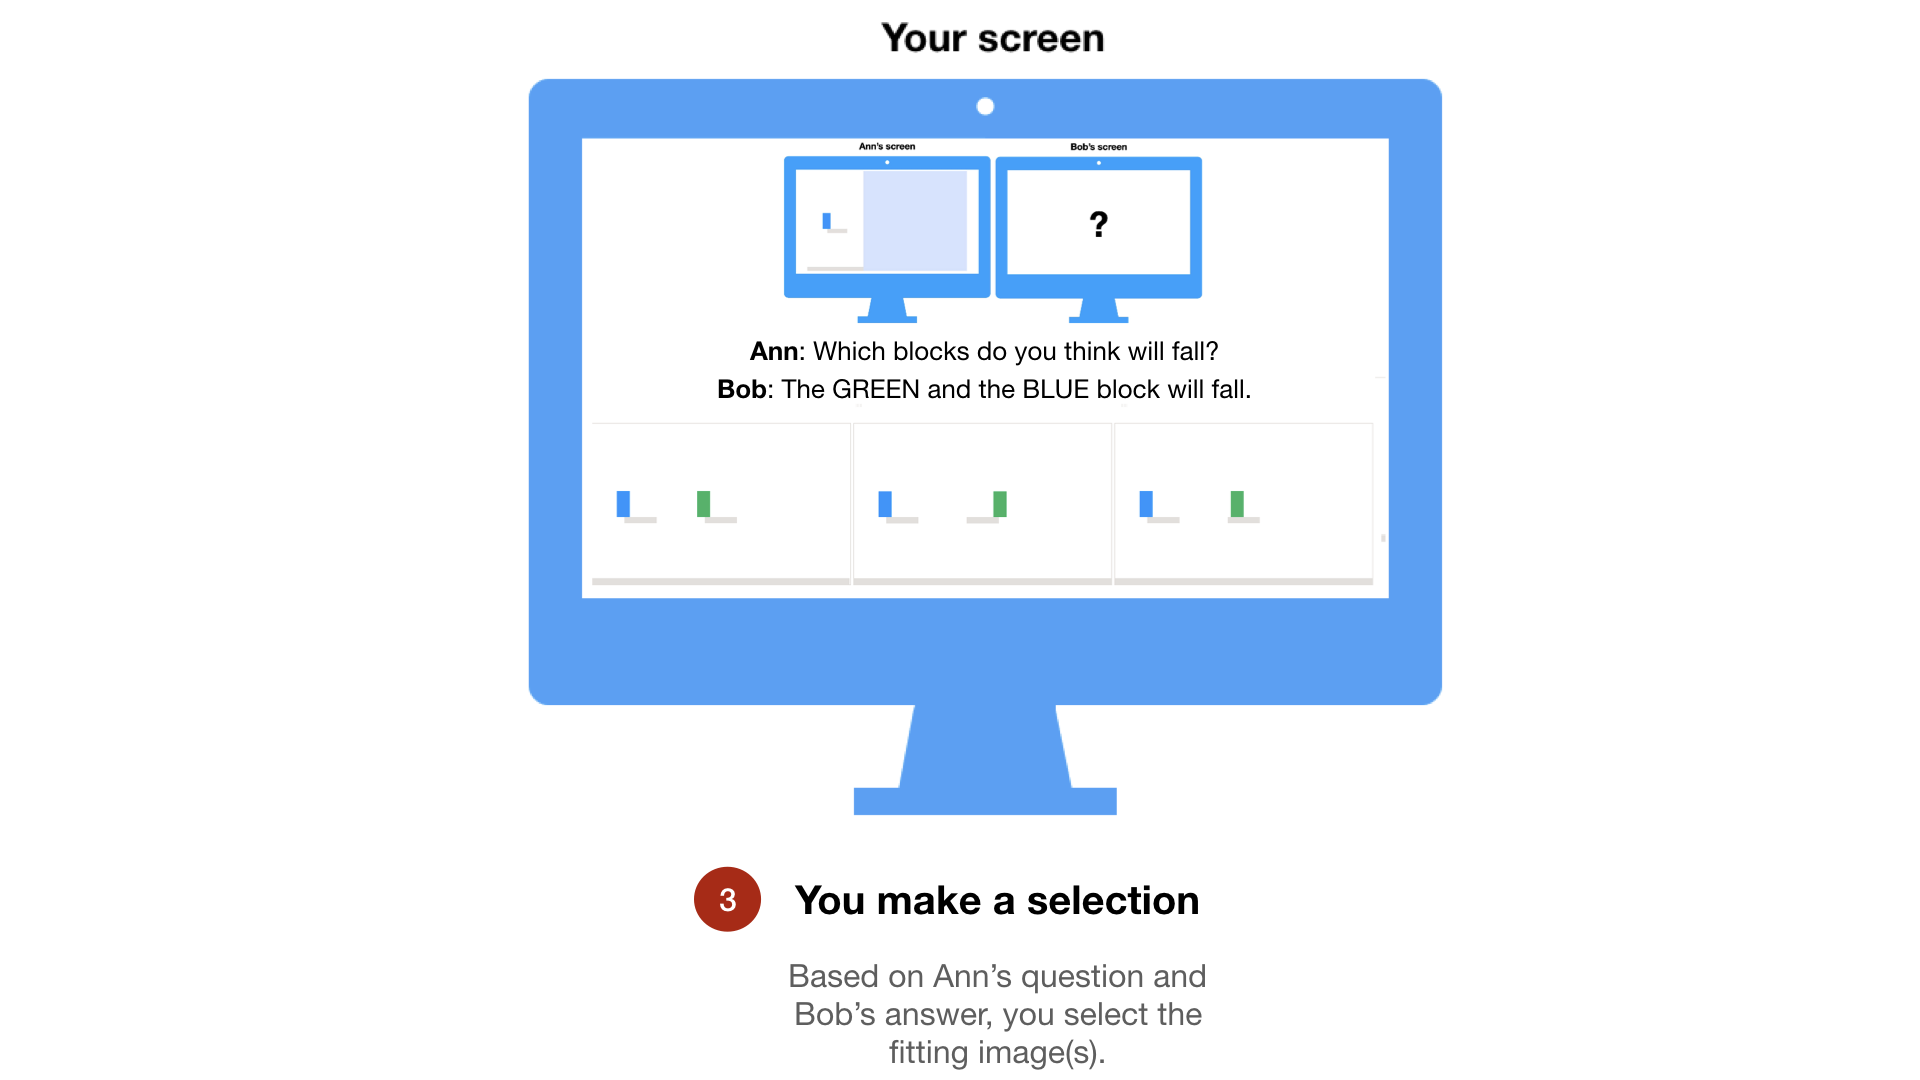 Your screen
Ann's screen
Bob's screen
?
Ann: Which blocks do you think will fall?
Bob: The GREEN and the BLUE block will fall.
3
You make a selection
Based on Ann’s question and
Bob’s answer, you select the
fitting image(s).